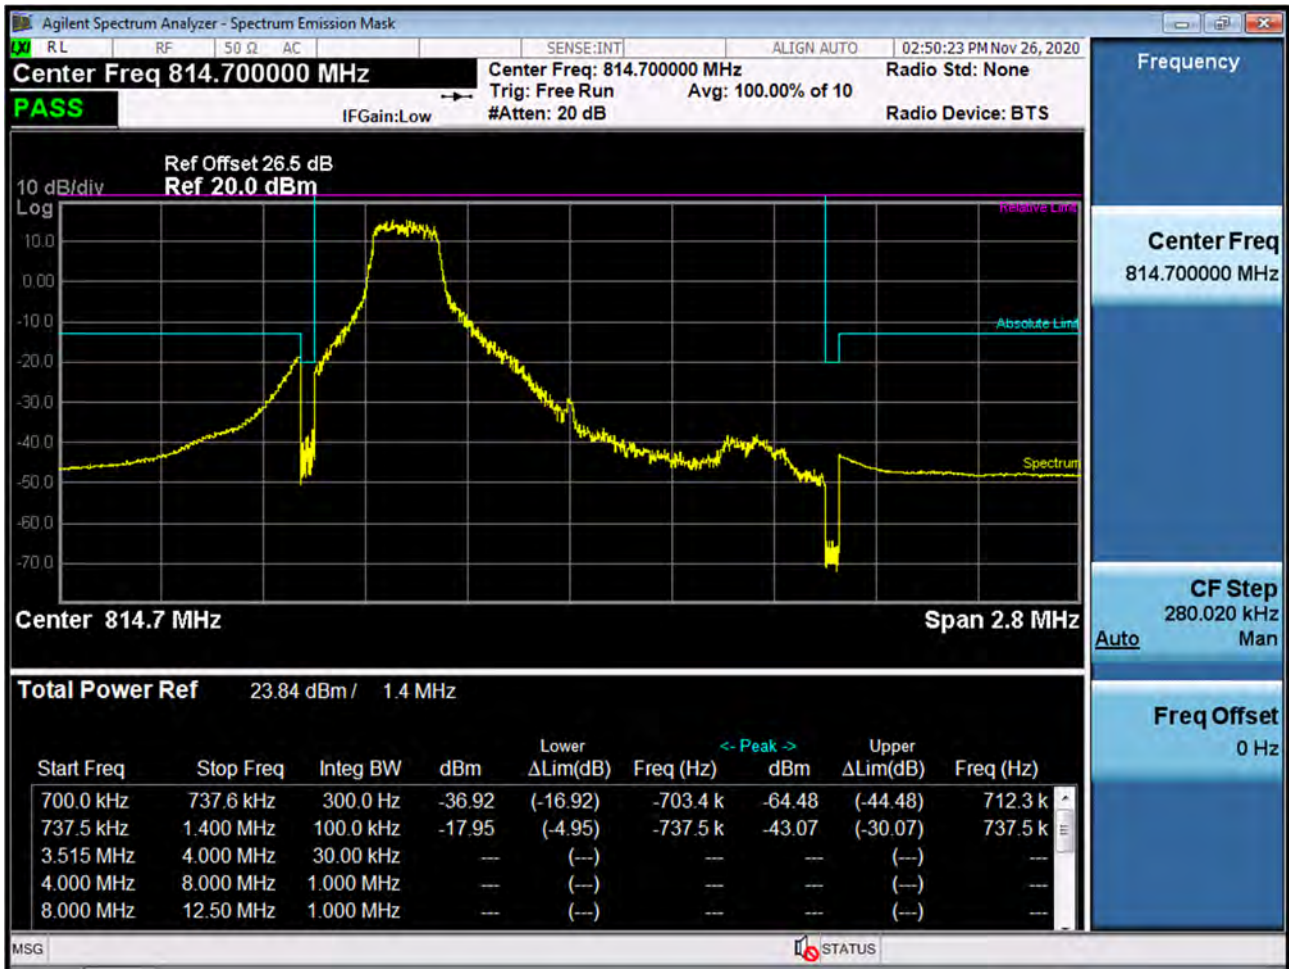 Agilent Spectrum Analyzer - Spectrum Emission Mask
LXI RL RF 50 Ω AC SENSE:INT ALIGN AUTO 02:50:23 PM Nov 26, 2020
Center Freq 814.700000 MHz
Center Freq: 814.700000 MHz
Radio Std: None
Trig: Free Run Avg: 100.00% of 10
PASS
IFGain:Low
#Atten: 20 dB
Radio Device: BTS
Ref Offset 26.5 dB
10 dB/div Ref 20.0 dBm
Log
Relative Limit
10.0
0.00
-10.0
Absolute Limit
-20.0
-30.0
-40.0
Spectrum
-50.0
-60.0
-70.0
Center 814.7 MHz Span 2.8 MHz
Total Power Ref 23.84 dBm / 1.4 MHz
Lower <- Peak -> Upper
Start Freq Stop Freq Integ BW dBm ΔLim(dB) Freq (Hz) dBm ΔLim(dB) Freq (Hz)
700.0 kHz 737.6 kHz 300.0 Hz -36.92 (-16.92) -703.4 k -64.48 (-44.48) 712.3 k
737.5 kHz 1.400 MHz 100.0 kHz -17.95 (-4.95) -737.5 k -43.07 (-30.07) 737.5 k
3.515 MHz 4.000 MHz 30.00 kHz --- (---) --- --- (---) ---
4.000 MHz 8.000 MHz 1.000 MHz --- (---) --- --- (---) ---
8.000 MHz 12.50 MHz 1.000 MHz --- (---) --- --- (---) ---
MSG STATUS
Frequency
Center Freq
814.700000 MHz
CF Step
280.020 kHz
Auto Man
Freq Offset
0 Hz